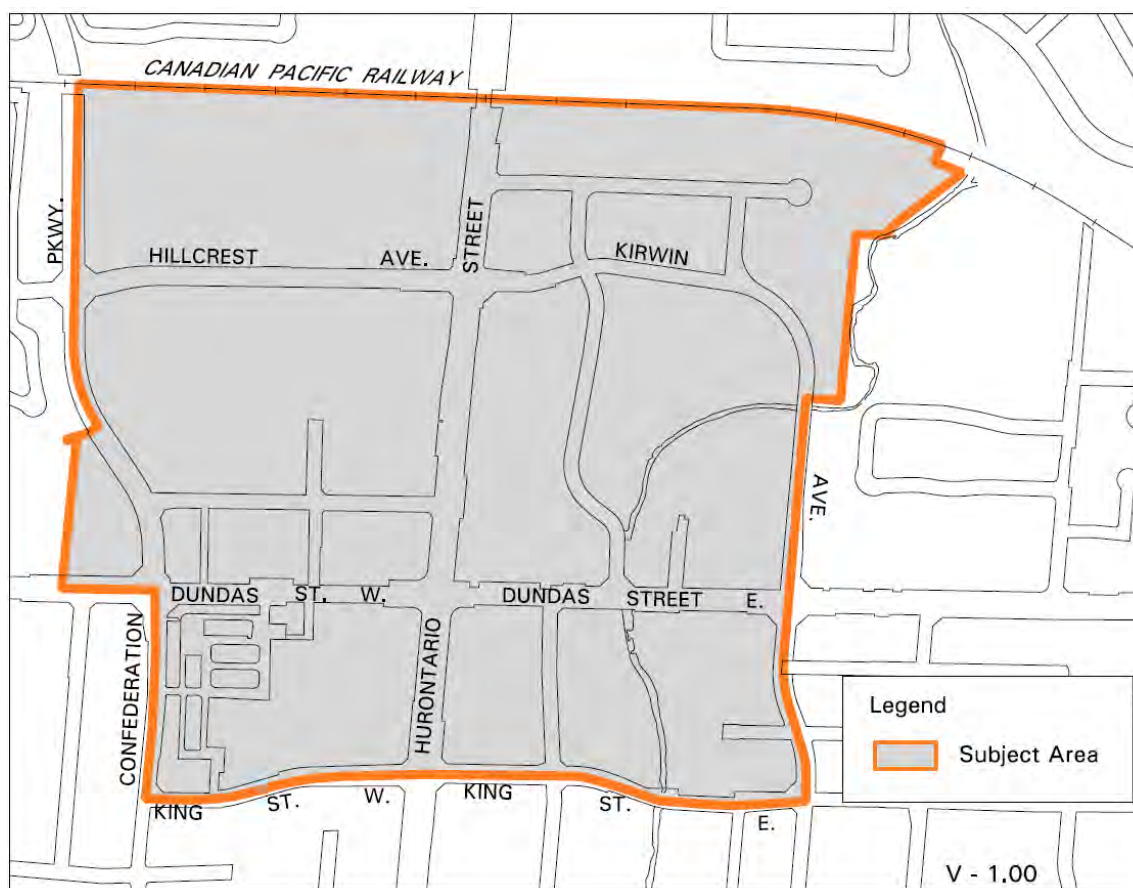 CANADIAN PACIFIC RAILWAY
PKWY.
STREET
HILLCREST AVE.
KIRWIN
AVE.
DUNDAS ST. W.
DUNDAS STREET E.
CONFEDERATION
HURONTARIO
KING ST. W.
KING ST. E.
Legend
Subject Area
V - 1.00